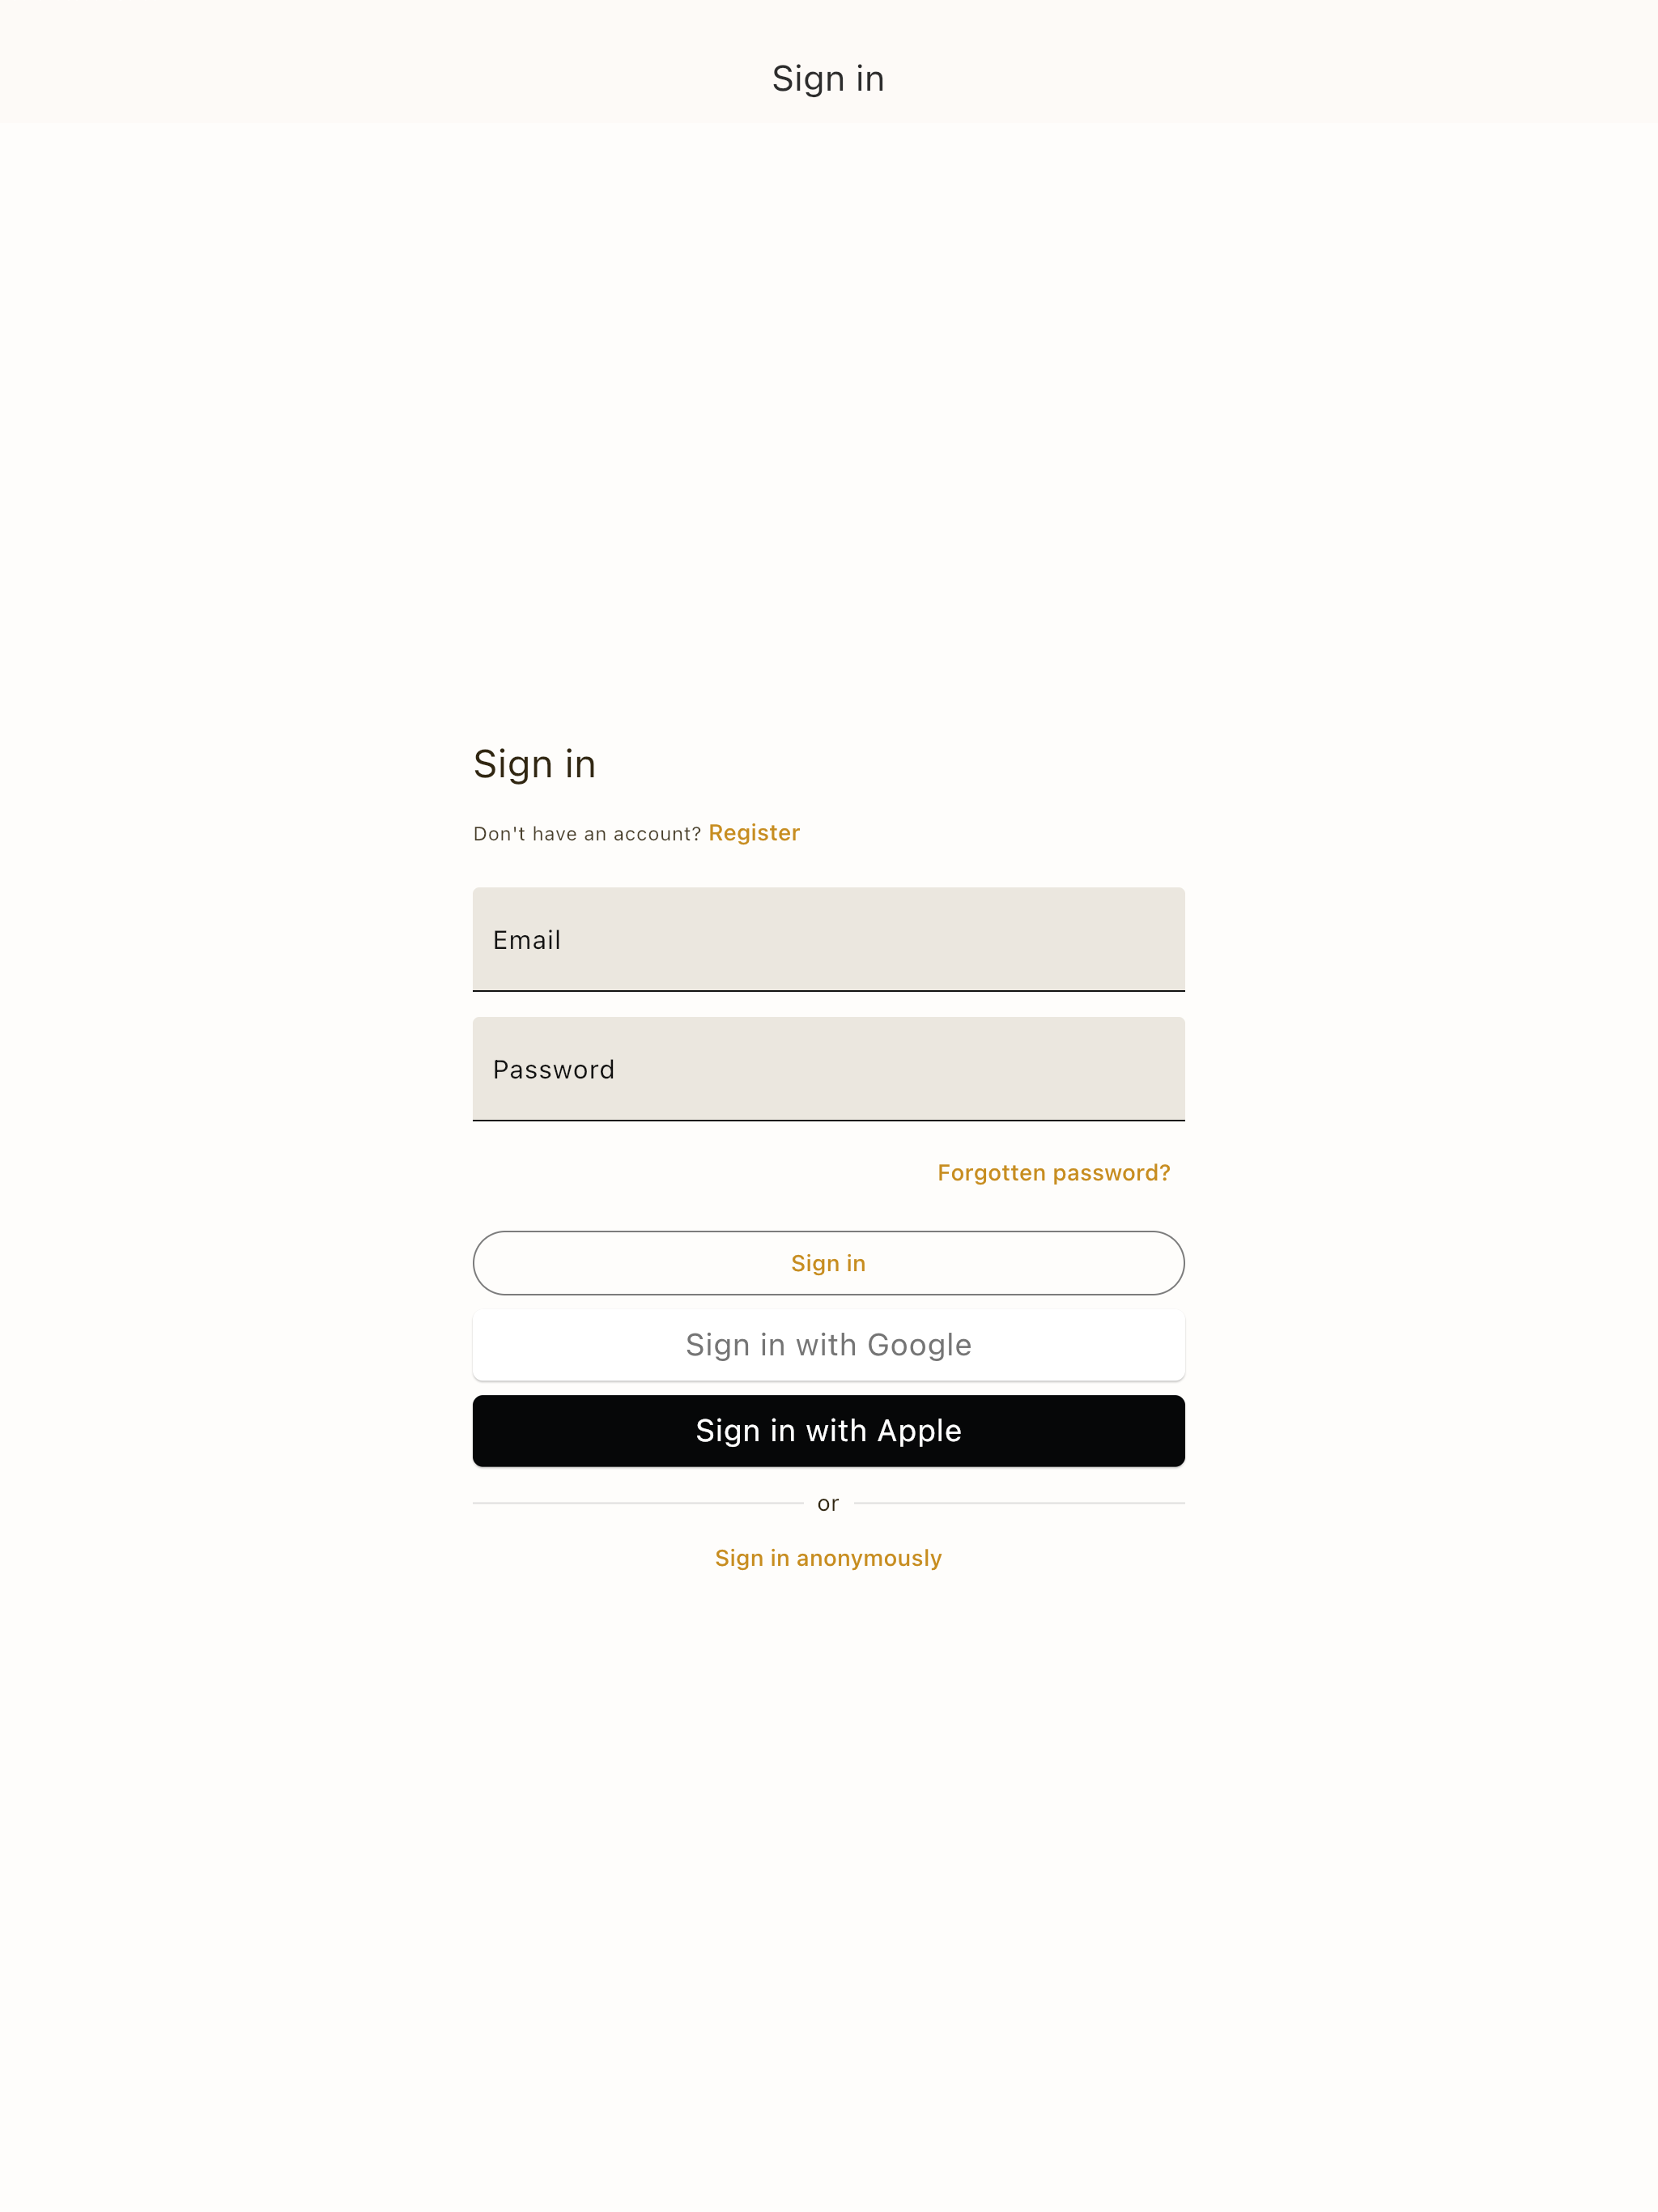 Sign in
Sign in
Don't have an account? Register
Email
Password
Forgotten password?
Sign in
Sign in with Google
Sign in with Apple
or
Sign in anonymously